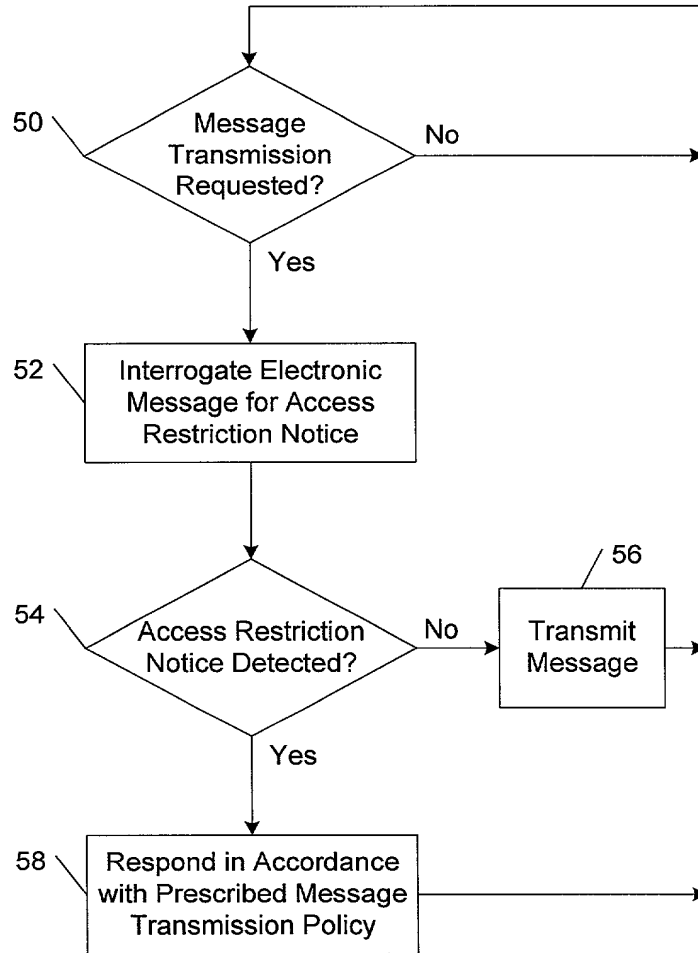 50
Message
Transmission
Requested?
No
Yes
52
Interrogate Electronic
Message for Access
Restriction Notice
54
Access Restriction
Notice Detected?
No
56
Transmit
Message
Yes
58
Respond in Accordance
with Prescribed Message
Transmission Policy